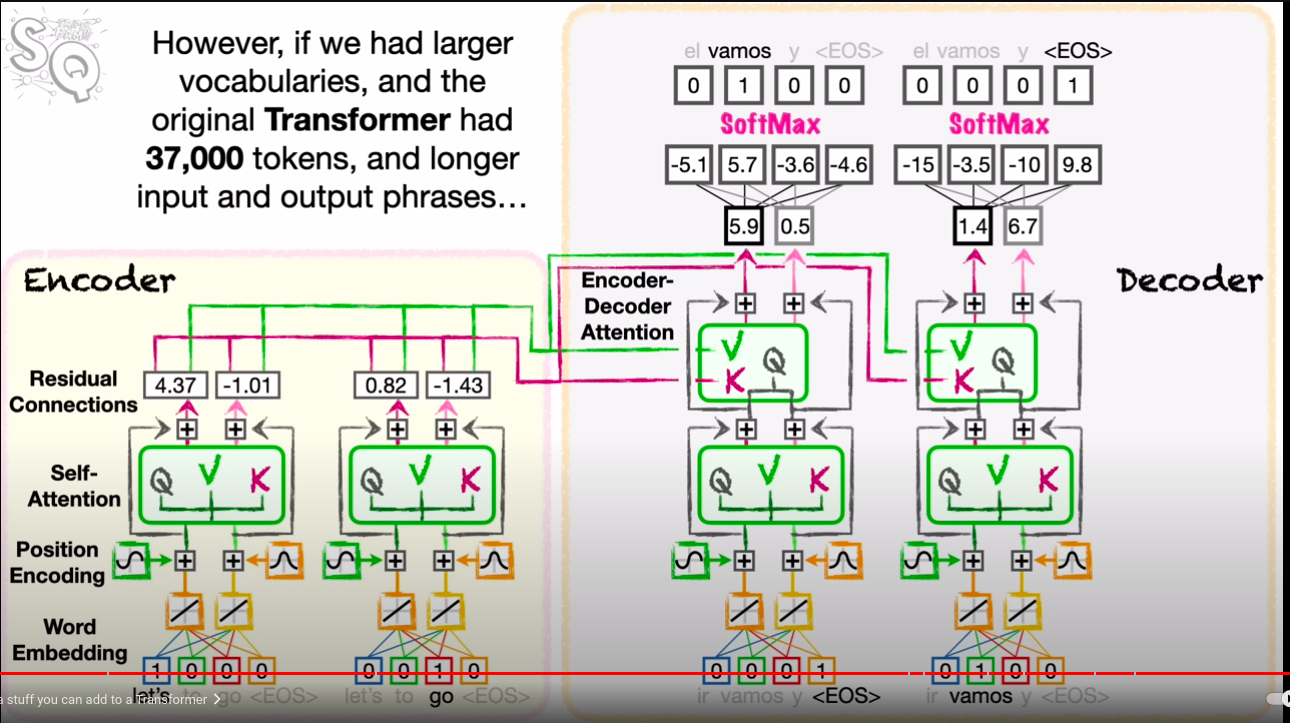 SQ
However, if we had larger
vocabularies, and the
original Transformer had
37,000 tokens, and longer
input and output phrases…
el vamos y <EOS>
0 1 0 0
SoftMax
-5.1 5.7 -3.6 -4.6
5.9 0.5
el vamos y <EOS>
0 0 0 1
SoftMax
-15 -3.5 -10 9.8
1.4 6.7
Encoder
Decoder
Encoder-
Decoder
Attention
V
K
Q
V
K
Q
Residual
Connections
4.37 -1.01
0.82 -1.43
+ + + + + + + +
Self-
Attention
Q V K
Q V K
Q V K
Q V K
Position
Encoding
+ + + + + + + +
Word
Embedding
1 0 0 0
0 0 1 0
0 0 0 1
0 1 0 0
let's to go <EOS>
let's to go <EOS>
ir vamos y <EOS>
ir vamos y <EOS>
a stuff you can add to a Transformer >